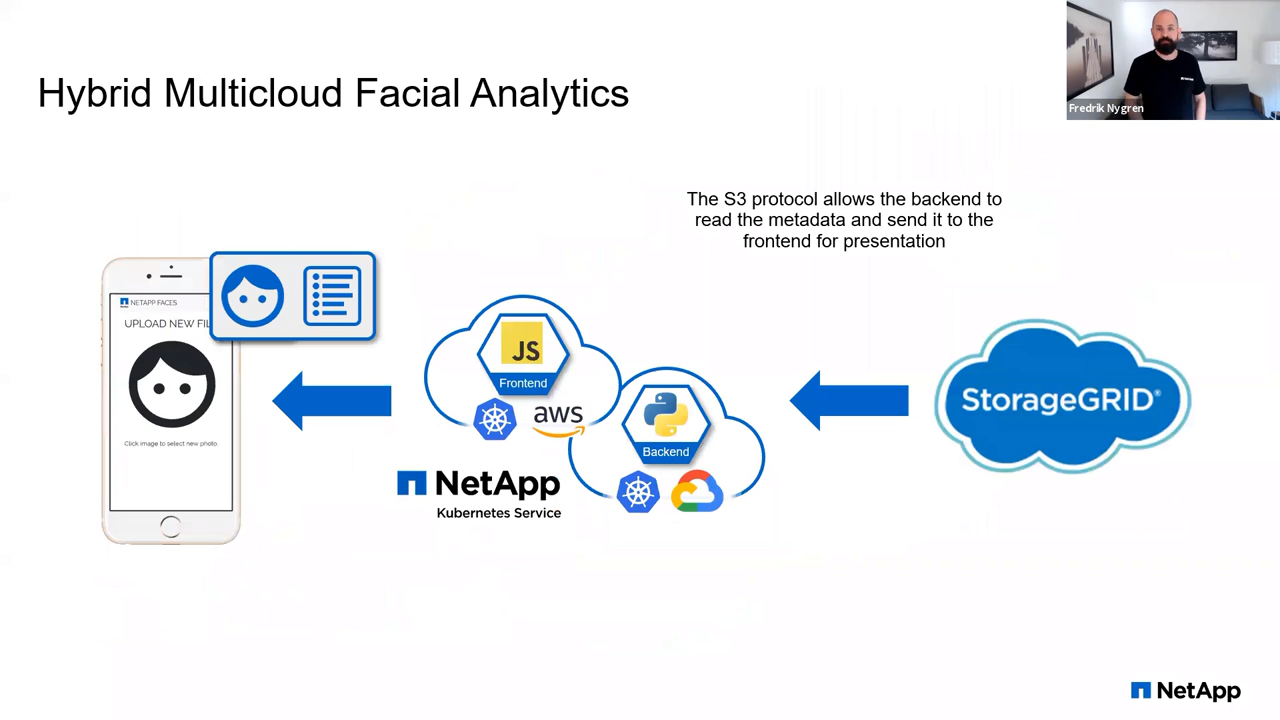 Hybrid Multicloud Facial Analytics
Fredrik Nygren
The S3 protocol allows the backend to
read the metadata and send it to the
frontend for presentation
NETAPP FACES
UPLOAD NEW FIL
Click image to select new photo.
JS
Frontend
aws
Backend
NetApp
Kubernetes Service
StorageGRID®
NetApp